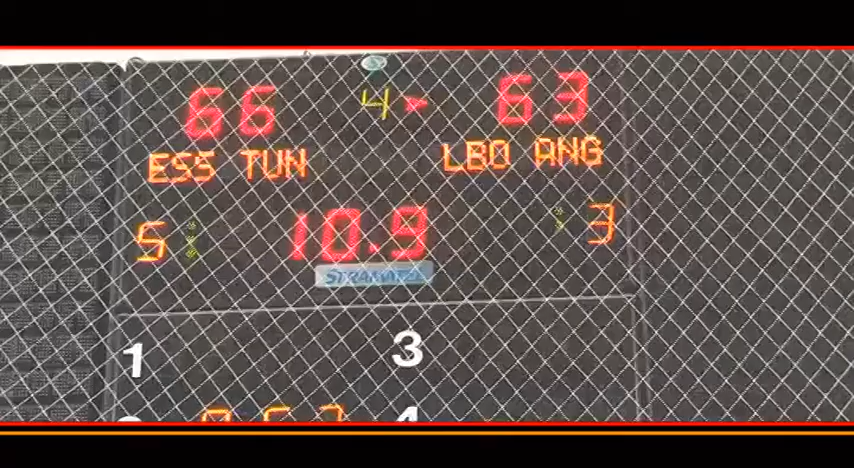 66 4 63
ESS TUN LBO ANG
5 10.9 3
STRAMATEL
1 3